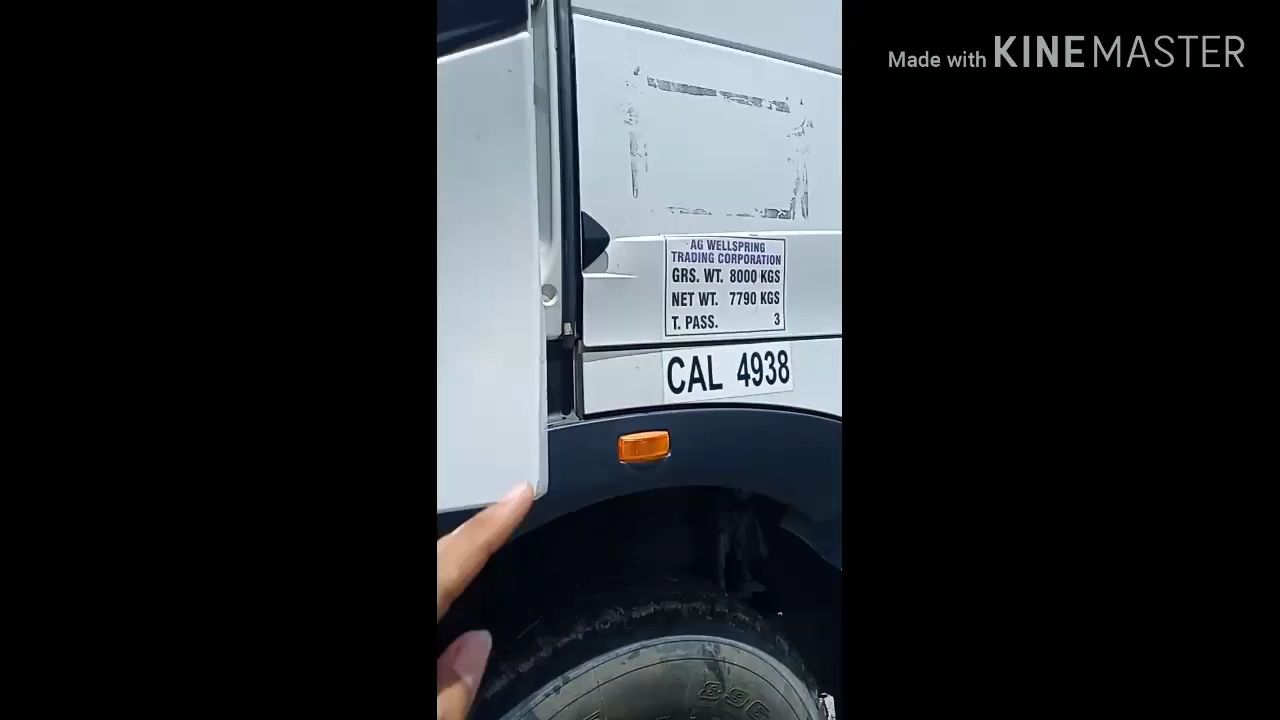 Made with KINEMASTER
AG WELLSPRING
TRADING CORPORATION
GRS. WT. 8000 KGS
NET WT. 7790 KGS
T. PASS. 3
CAL 4938